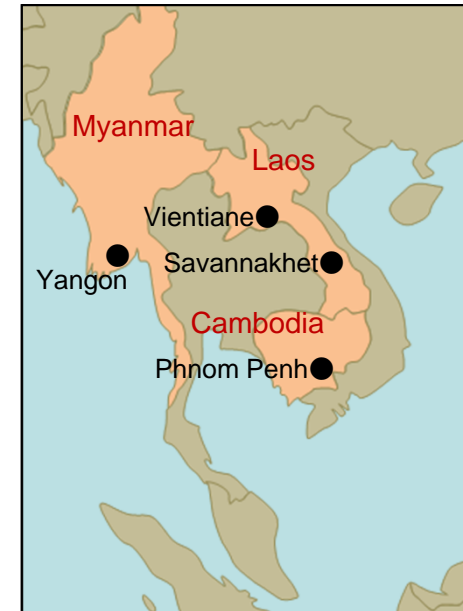 Myanmar
Laos
Vientiane
Yangon
Savannakhet
Cambodia
Phnom Penh